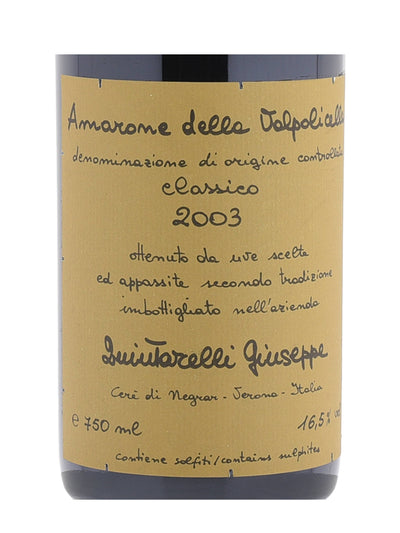 Amarone della Valpolicella
denominazione di origine controllata
classico
2003
ottenuto da uve scelte
ed appassite secondo tradizione
imbottigliato nell'azienda
Quintarelli Giuseppe
Cerè di Negrar - Verona - Italia
e 750 ml 16,5% vol
contiene solfiti/contains sulphites